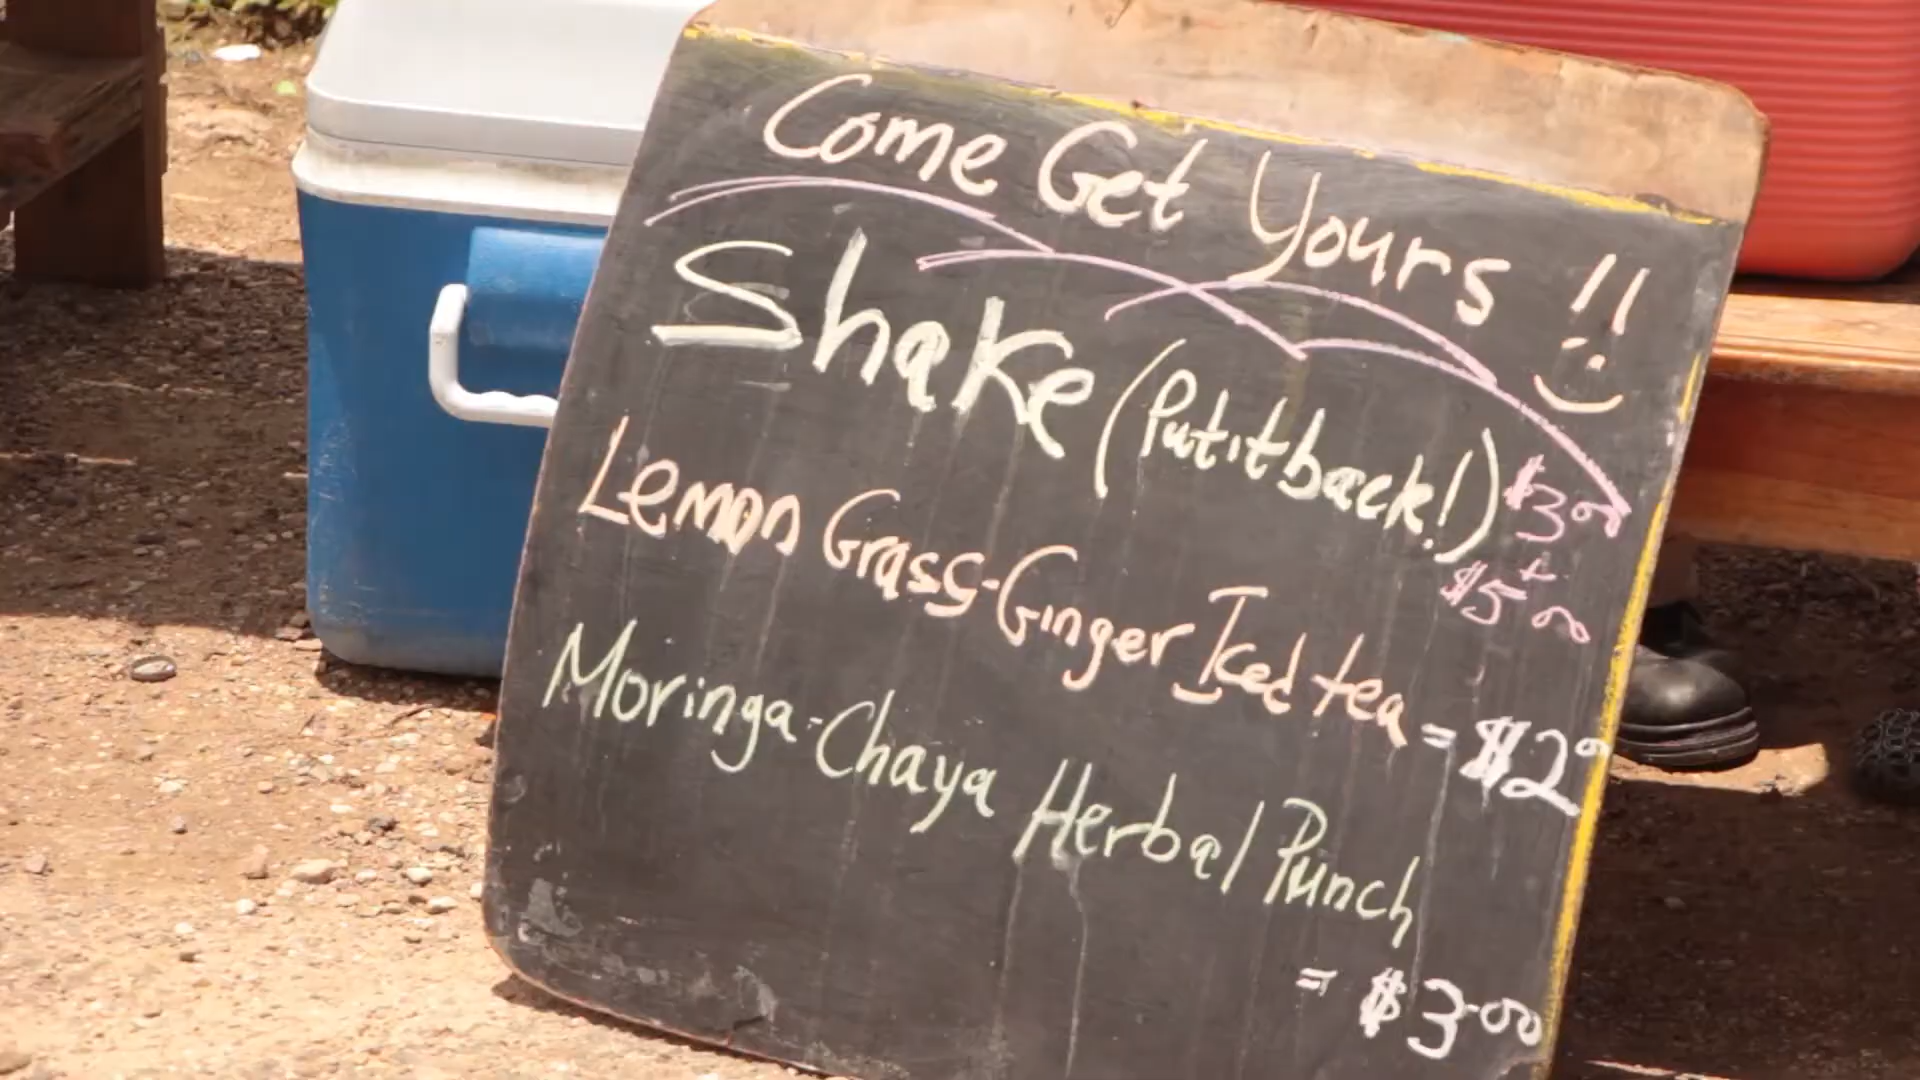 Come Get Yours !!
Shake (Putitback!) $3.00
+
$5.00
Lemon Grass-Ginger Iced tea = $2.0
Moringa-Chaya Herbal Punch
= $3.00